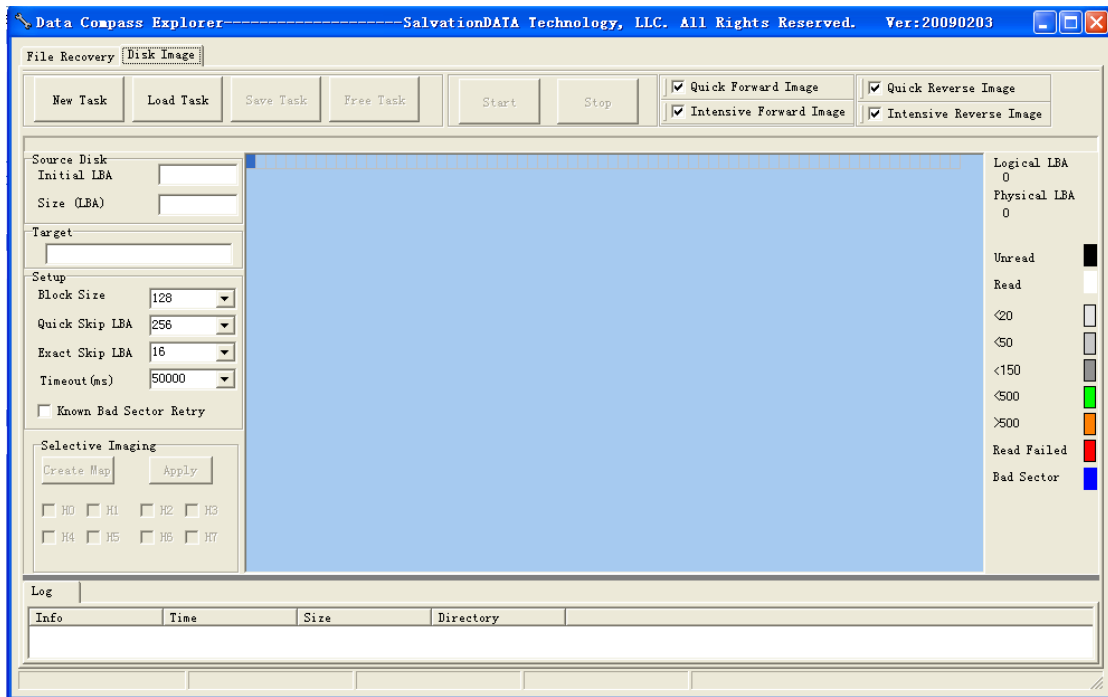 Data Compass Explorer--------------------SalvationDATA Technology, LLC. All Rights Reserved. Ver:20090203
File Recovery Disk Image
New Task Load Task Save Task Free Task Start Stop
Quick Forward Image Quick Reverse Image
Intensive Forward Image Intensive Reverse Image
Source Disk
Initial LBA
Size (LBA)
Target
Setup
Block Size 128
Quick Skip LBA 256
Exact Skip LBA 16
Timeout(ms) 50000
Known Bad Sector Retry
Selective Imaging
Create Map Apply
H0 H1 H2 H3
H4 H5 H6 H7
Logical LBA
0
Physical LBA
0
Unread
Read
<20
<50
<150
<500
>500
Read Failed
Bad Sector
Log
Info Time Size Directory